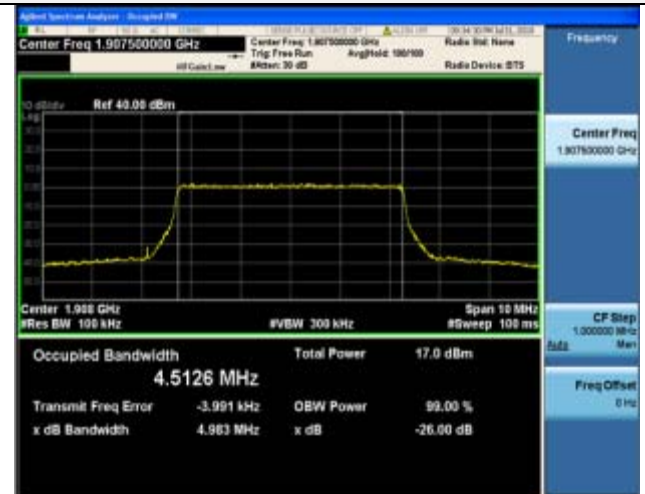 Agilent Spectrum Analyzer - Occupied BW
Center Freq 1.907500000 GHz
Center Freq: 1.907500000 GHz
Radio Std: None
Trig: Free Run
Avg|Hold: 100/100
#IFGain:Low
#Atten: 30 dB
Radio Device: BTS
10 dB/div
Ref 40.00 dBm
Log
Center 1.908 GHz
Span 10 MHz
#Res BW 100 kHz
#VBW 300 kHz
#Sweep 100 ms
Occupied Bandwidth
Total Power
17.0 dBm
4.5126 MHz
Transmit Freq Error
-3.991 kHz
OBW Power
99.00 %
x dB Bandwidth
4.983 MHz
x dB
-26.00 dB
Frequency
Center Freq
1.907500000 GHz
CF Step
1.000000 MHz
Auto
Man
Freq Offset
0 Hz